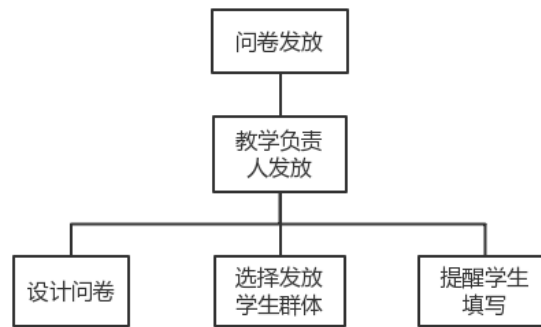 问卷发放
教学负责
人发放
设计问卷
选择发放
学生群体
提醒学生
填写